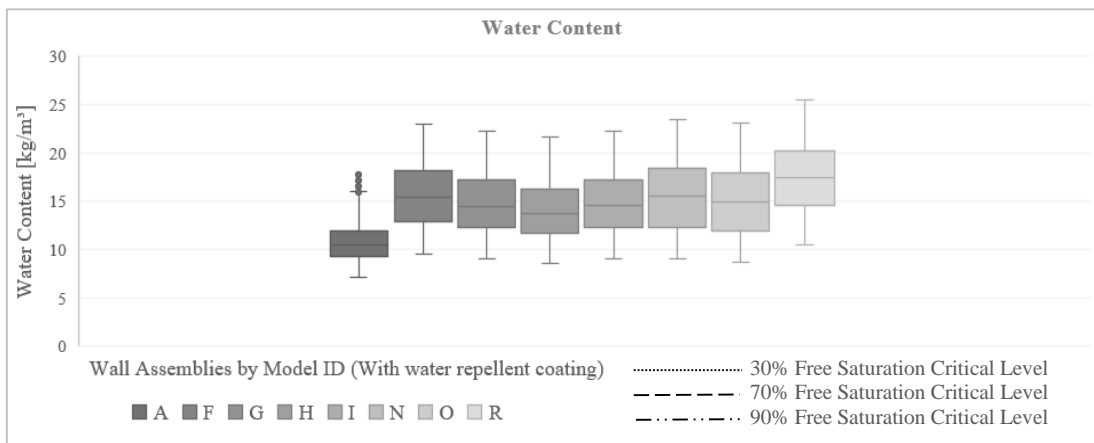 Water Content
30
25
20
15
10
5
0
Water Content [kg/m³]
Wall Assemblies by Model ID (With water repellent coating)
A F G H I N O R
30% Free Saturation Critical Level
70% Free Saturation Critical Level
90% Free Saturation Critical Level